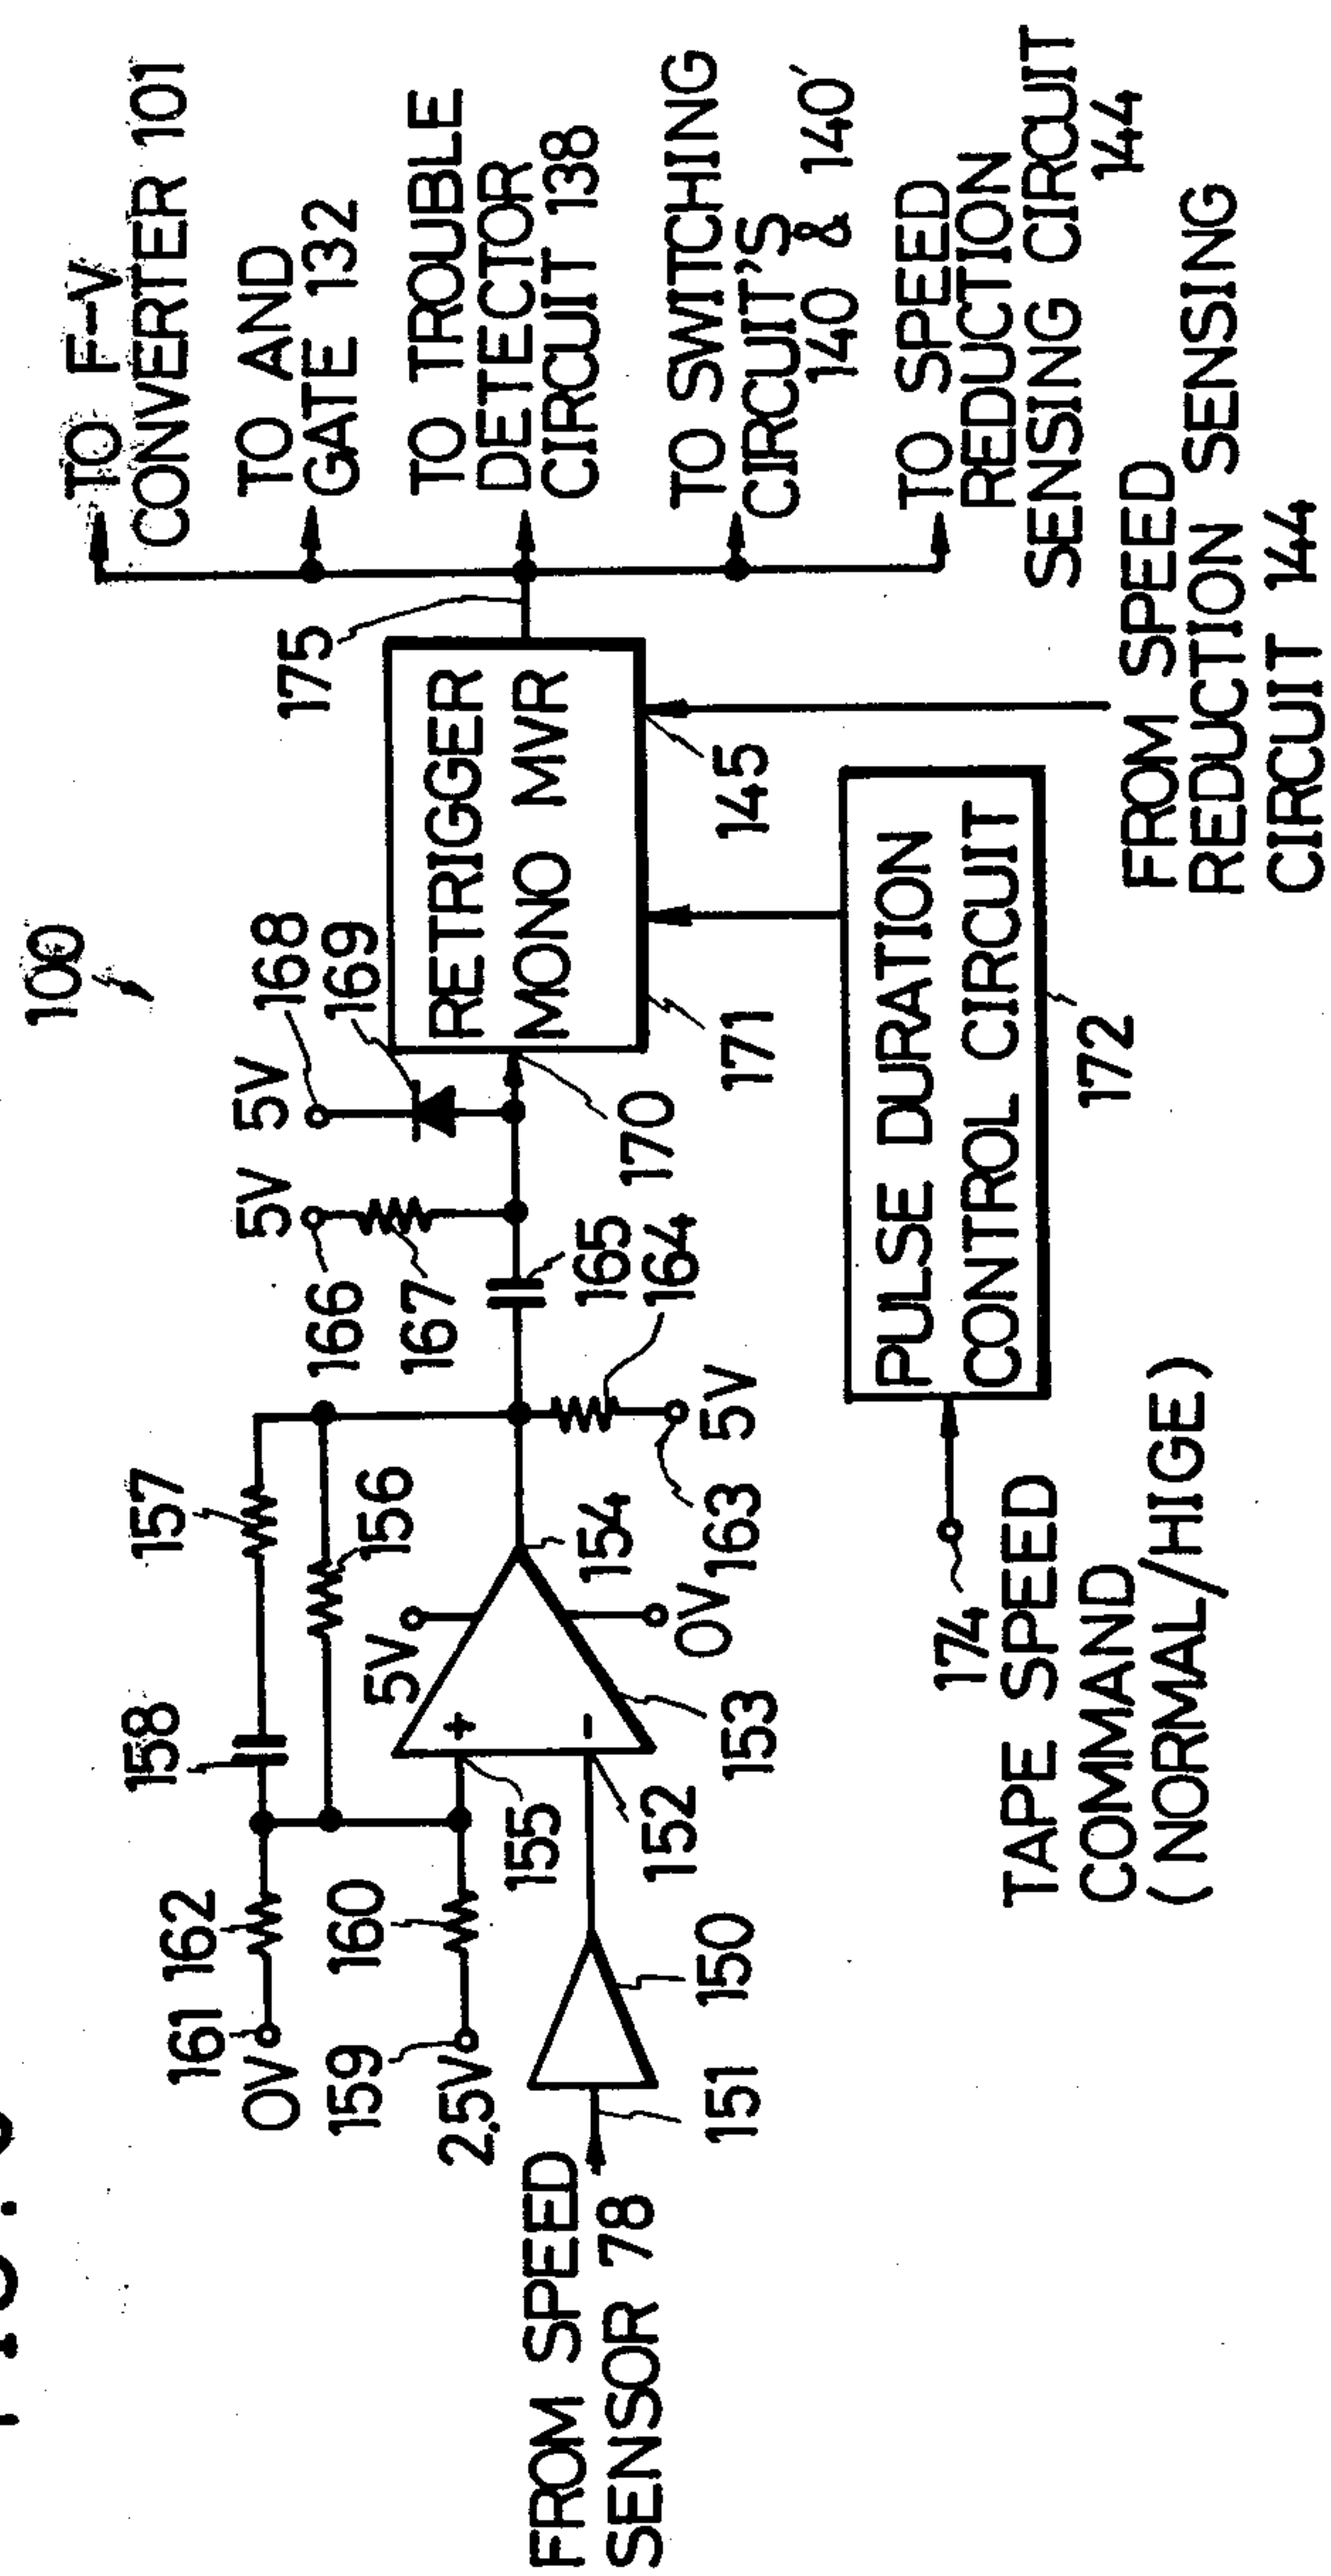 100
FROM SPEED
SENSOR 78
151
150
152
153
155
154
+
-
5V
0V
159
2.5V
160
161
0V
162
158
157
156
163
5V
164
165
166
5V
167
168
5V
169
170
RETRIGGER
MONO MVR
171
145
175
TO F-V
CONVERTER 101
TO AND
GATE 132
TO TROUBLE
DETECTOR
CIRCUIT 138
TO SWITCHING
CIRCUIT'S
140 & 140'
TO SPEED
REDUCTION
SENSING CIRCUIT
144
FROM SPEED
REDUCTION SENSING
CIRCUIT 144
PULSE DURATION
CONTROL CIRCUIT
172
174
TAPE SPEED
COMMAND
(NORMAL/HIGE)